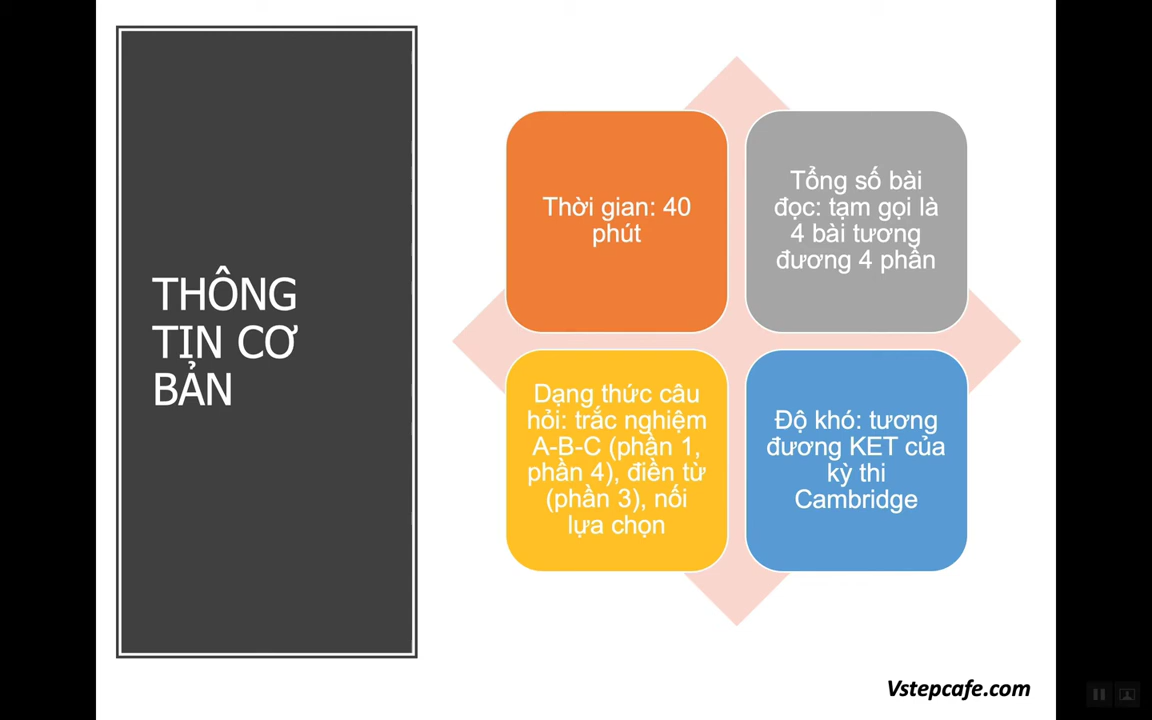 THÔNG
TIN CƠ
BẢN
Thời gian: 40
phút
Tổng số bài
đọc: tạm gọi là
4 bài tương
đương 4 phần
Dạng thức câu
hỏi: trắc nghiệm
A-B-C (phần 1,
phần 4), điền từ
(phần 3), nối
lựa chọn
Độ khó: tương
đương KET của
kỳ thi
Cambridge
Vstepcafe.com